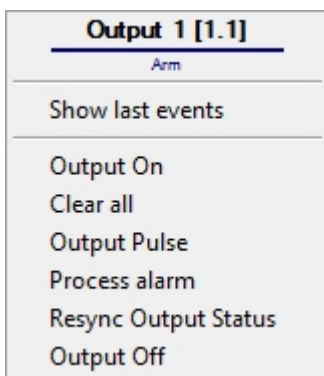 Output 1 [1.1]
Arm
Show last events
Output On
Clear all
Output Pulse
Process alarm
Resync Output Status
Output Off